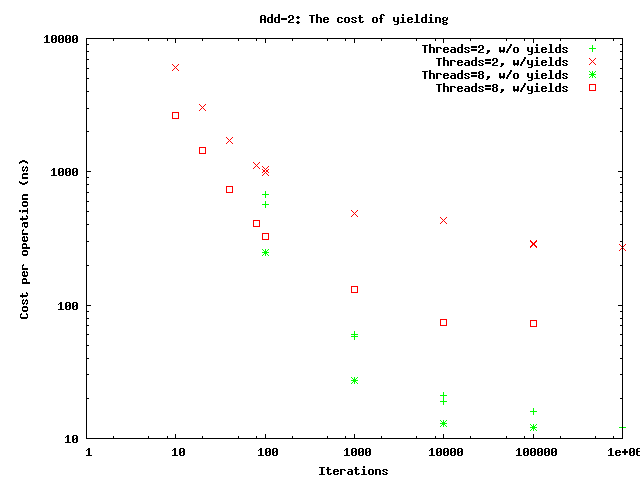 Add-2: The cost of yielding
10000
1000
100
10
Cost per operation (ns)
Threads=2, w/o yields
Threads=2, w/yields
Threads=8, w/o yields
Threads=8, w/yields
1 10 100 1000 10000 100000 1e+06
Iterations